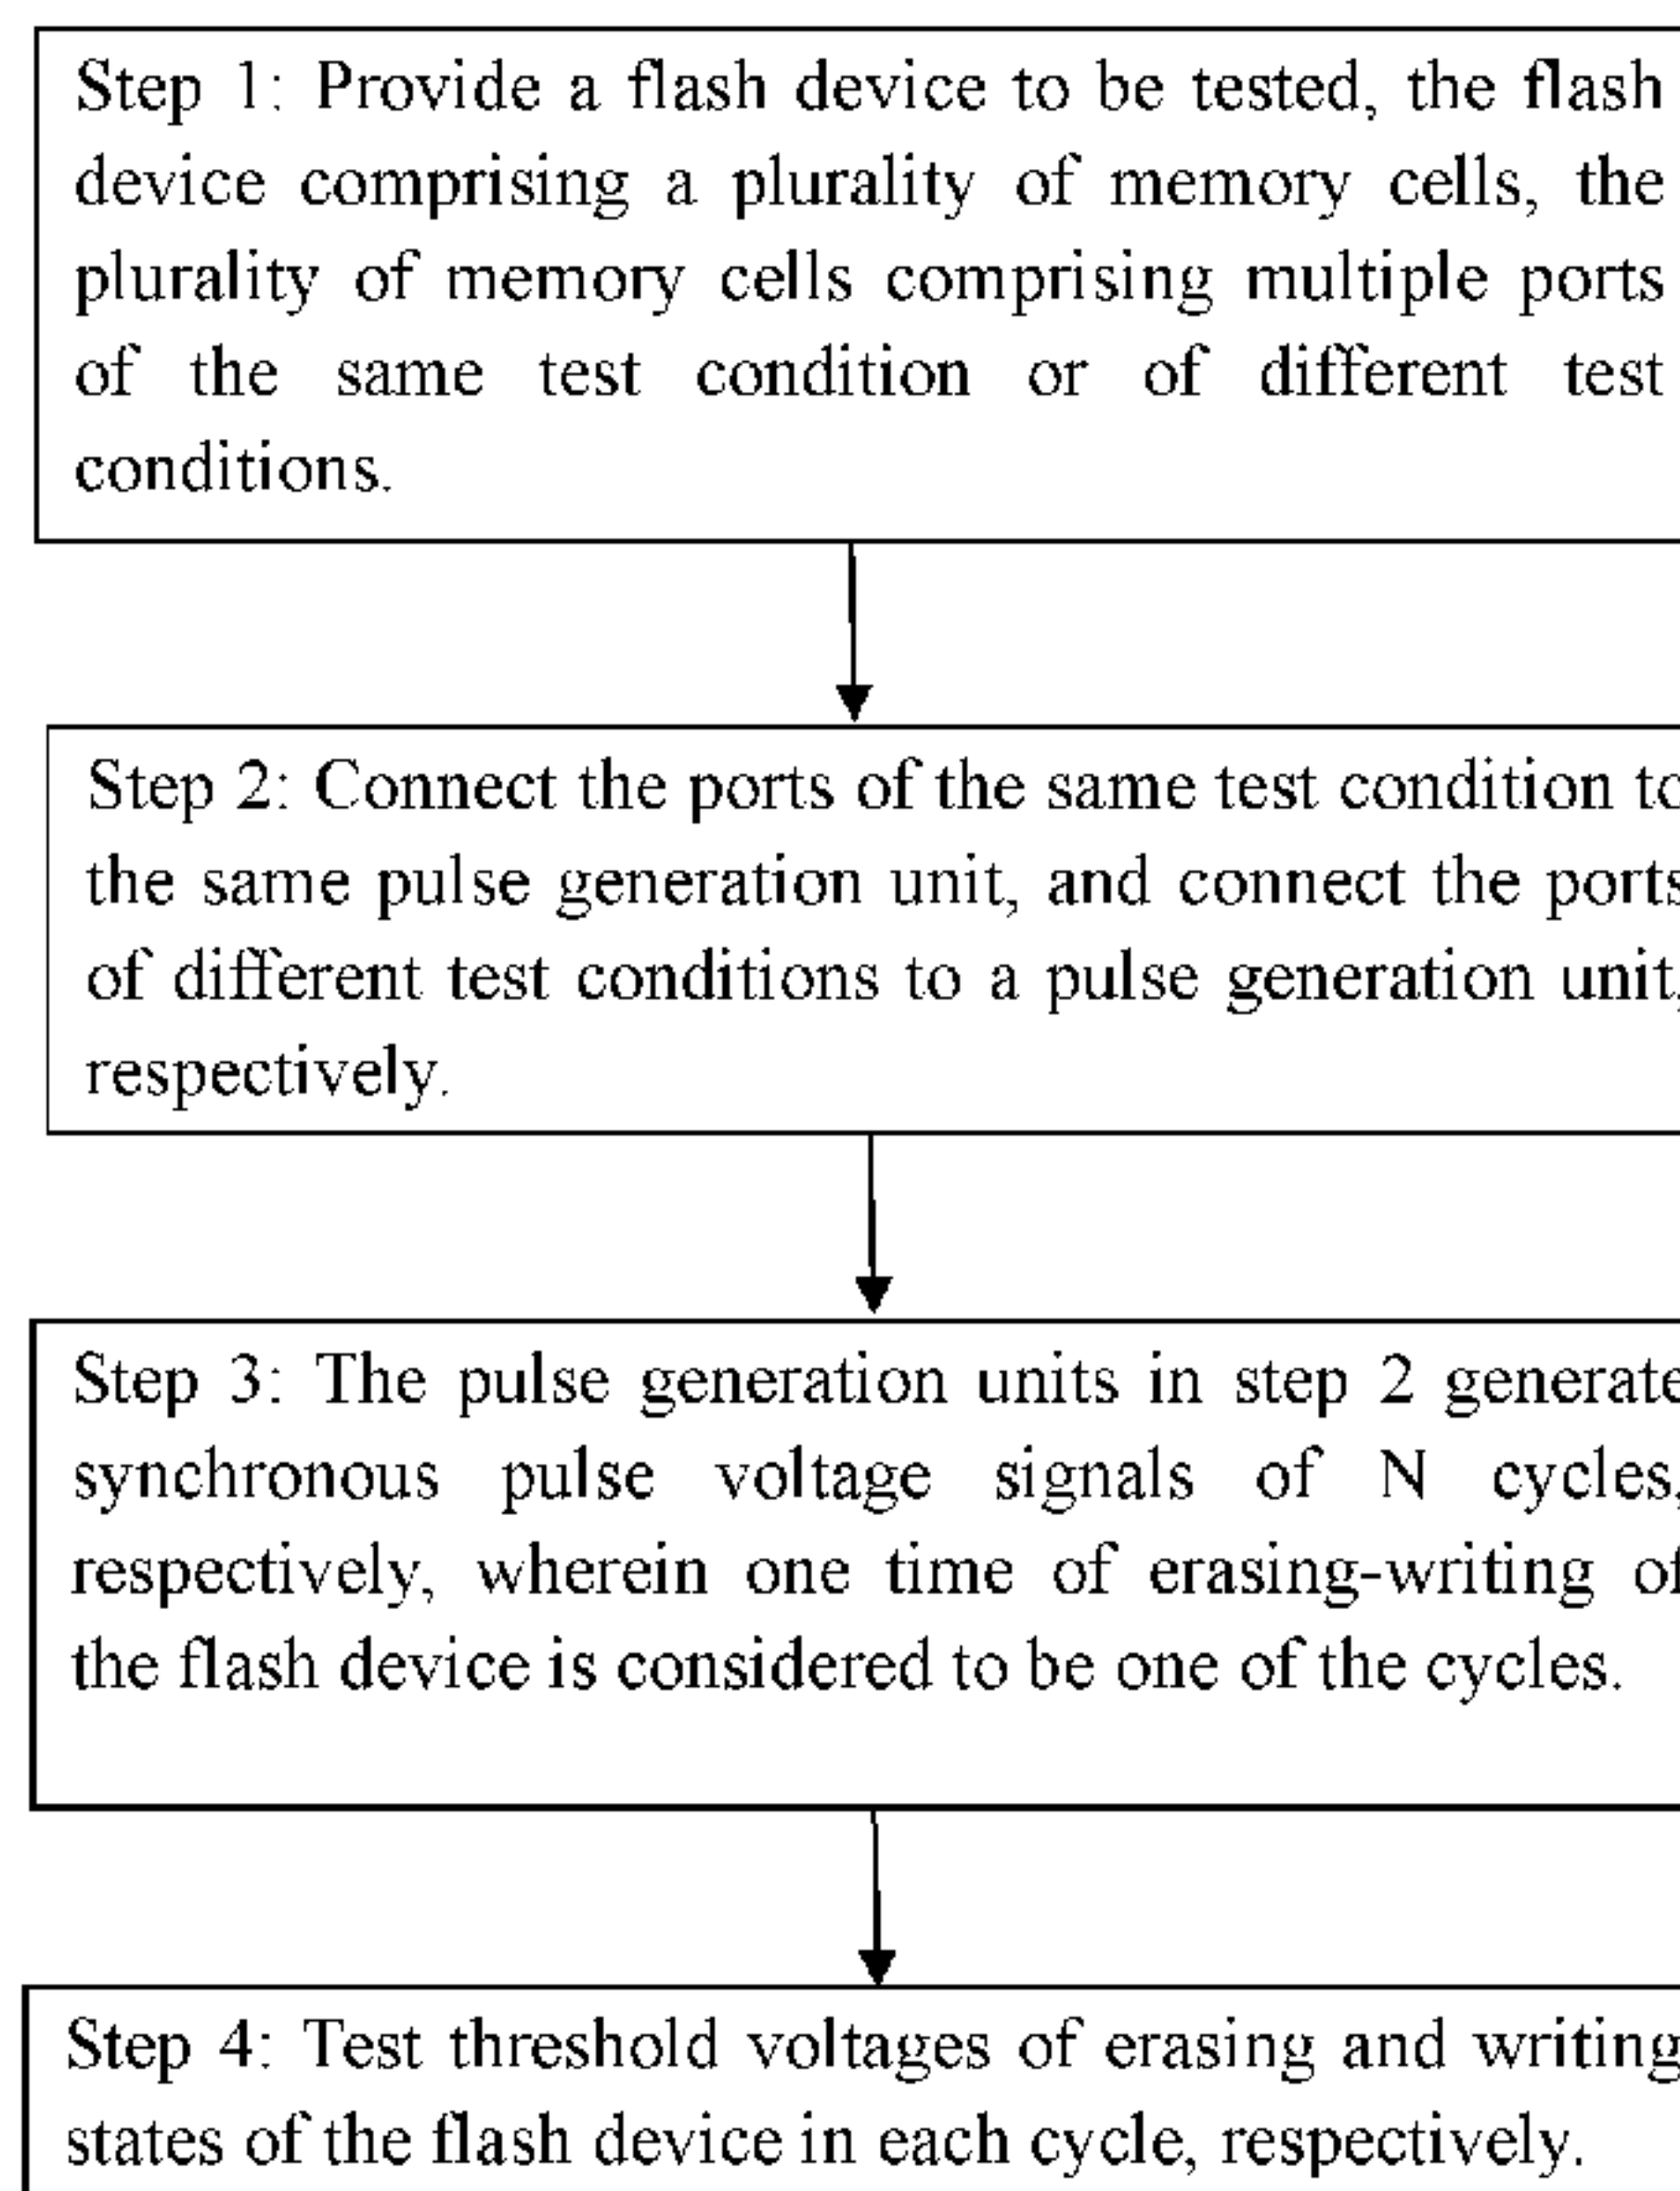 Step 1: Provide a flash device to be tested, the flash
device comprising a plurality of memory cells, the
plurality of memory cells comprising multiple ports
of the same test condition or of different test
conditions.
Step 2: Connect the ports of the same test condition to
the same pulse generation unit, and connect the ports
of different test conditions to a pulse generation unit,
respectively.
Step 3: The pulse generation units in step 2 generate
synchronous pulse voltage signals of N cycles,
respectively, wherein one time of erasing-writing of
the flash device is considered to be one of the cycles.
Step 4: Test threshold voltages of erasing and writing
states of the flash device in each cycle, respectively.